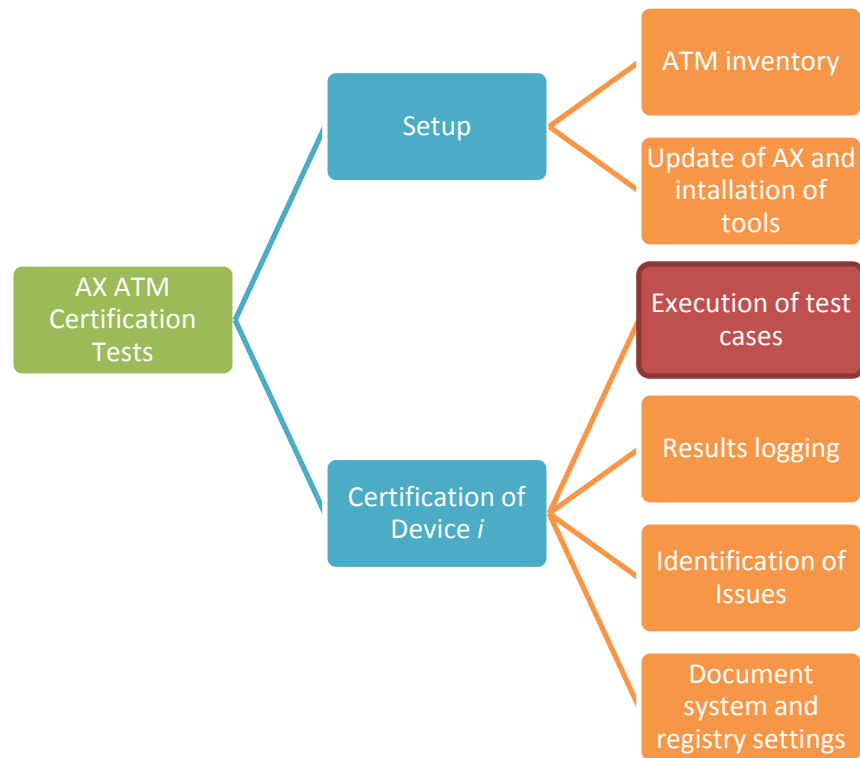 AX ATM
Certification
Tests
Setup
ATM inventory
Update of AX and
intallation of
tools
Certification of
Device i
Execution of test
cases
Results logging
Identification of
Issues
Document
system and
registry settings